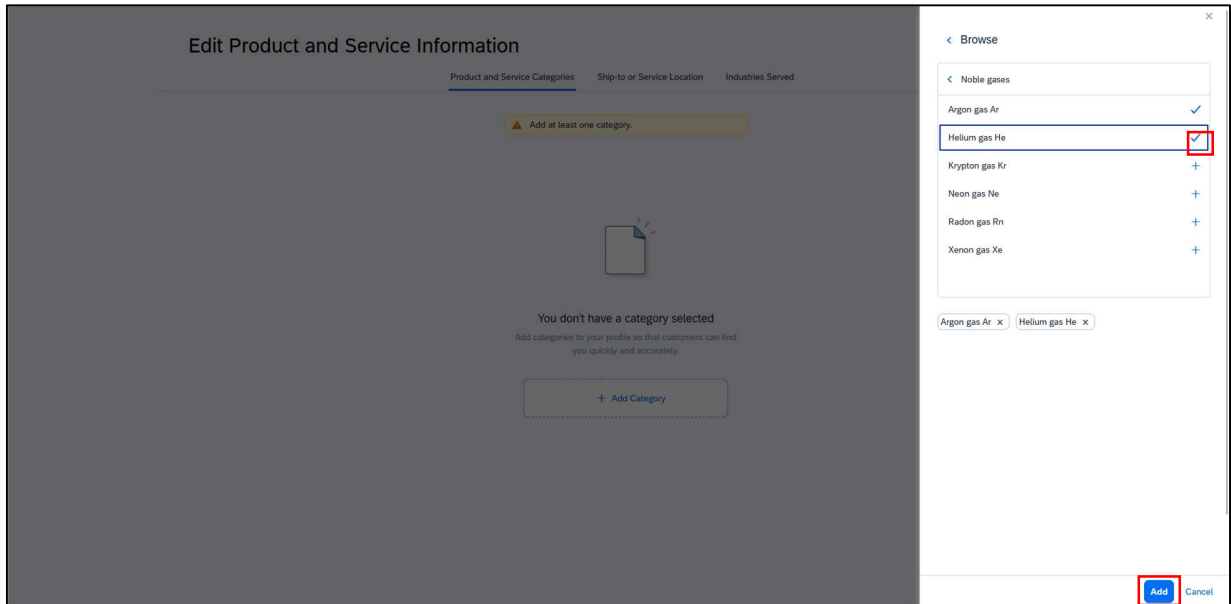 Edit Product and Service Information
Product and Service Categories Ship-to or Service Location Industries Served
Add at least one category.
You don't have a category selected
Add categories to your profile so that customers can find
you quickly and accurately.
+ Add Category
Browse
Noble gases
Argon gas Ar
Helium gas He
Krypton gas Kr
Neon gas Ne
Radon gas Rn
Xenon gas Xe
Argon gas Ar x Helium gas He x
Add Cancel